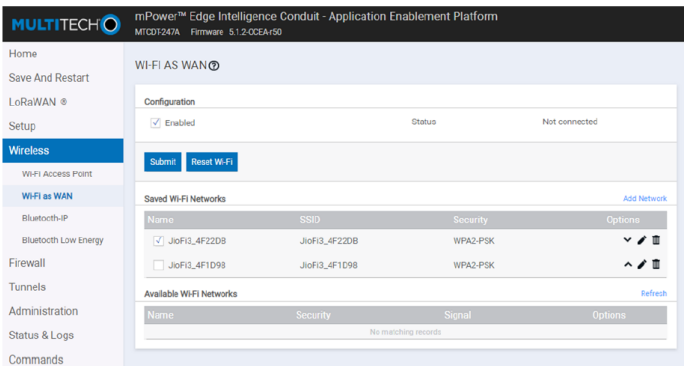 MULTITECH
mPower™ Edge Intelligence Conduit - Application Enablement Platform
MTCDT-247A Firmware 5.1.2-OCEA-r50
Home
Save And Restart
LoRaWAN ®
Setup
Wireless
Wi-Fi Access Point
Wi-Fi as WAN
Bluetooth-IP
Bluetooth Low Energy
Firewall
Tunnels
Administration
Status & Logs
Commands
WI-FI AS WAN
Configuration
Enabled Status Not connected
Submit Reset Wi-Fi
Saved Wi-Fi Networks Add Network
Name SSID Security Options
JioFi3_4F22DB JioFi3_4F22DB WPA2-PSK
JioFi3_4F1D98 JioFi3_4F1D98 WPA2-PSK
Available Wi-Fi Networks Refresh
Name Security Signal Options
No matching records